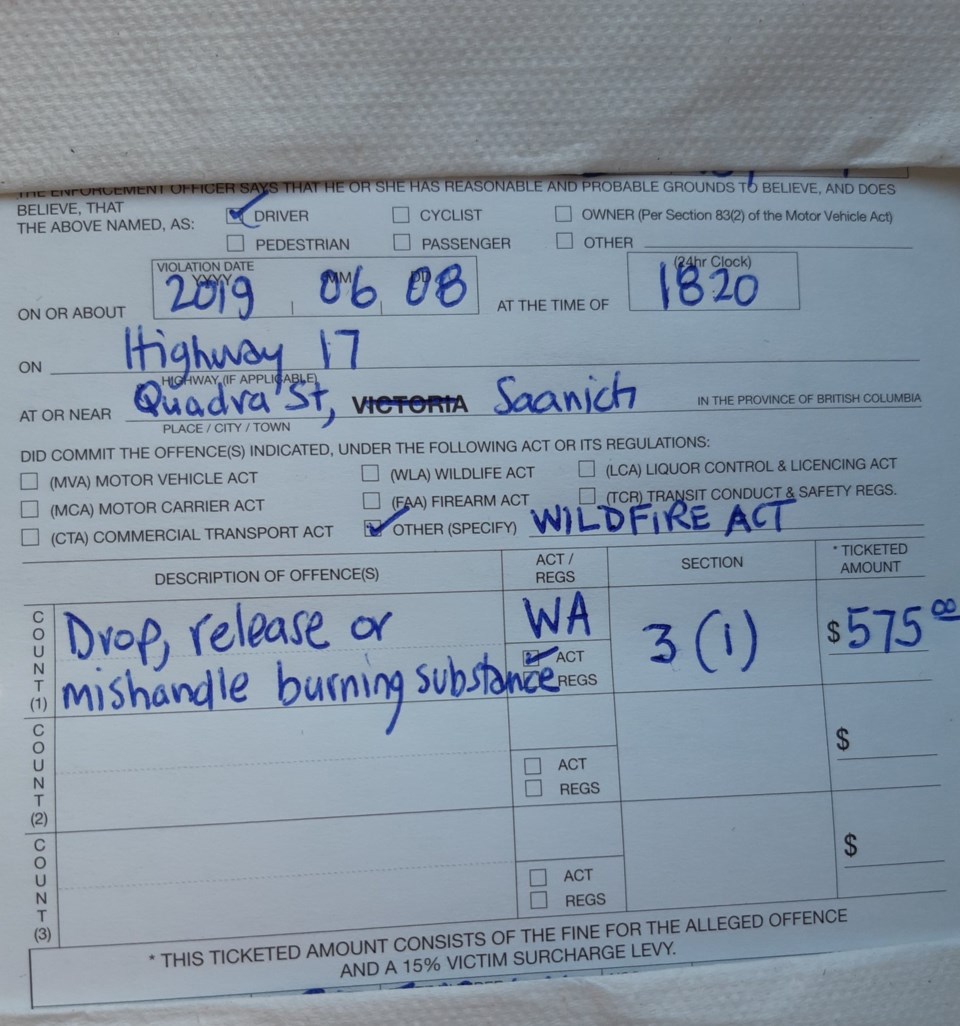 THE ENFORCEMENT OFFICER SAYS THAT HE OR SHE HAS REASONABLE AND PROBABLE GROUNDS TO BELIEVE, AND DOES
BELIEVE, THAT
THE ABOVE NAMED, AS:
DRIVER CYCLIST OWNER (Per Section 83(2) of the Motor Vehicle Act)
PEDESTRIAN PASSENGER OTHER
VIOLATION DATE (24hr Clock)
YYYY MM DD
ON OR ABOUT 2019 06 08 AT THE TIME OF 1820
ON Highway 17
HIGHWAY (IF APPLICABLE)
AT OR NEAR Quadra St, VICTORIA Saanich IN THE PROVINCE OF BRITISH COLUMBIA
PLACE / CITY / TOWN
DID COMMIT THE OFFENCE(S) INDICATED, UNDER THE FOLLOWING ACT OR ITS REGULATIONS:
(MVA) MOTOR VEHICLE ACT (WLA) WILDLIFE ACT (LCA) LIQUOR CONTROL & LICENCING ACT
(MCA) MOTOR CARRIER ACT (FAA) FIREARM ACT (TCR) TRANSIT CONDUCT & SAFETY REGS.
(CTA) COMMERCIAL TRANSPORT ACT OTHER (SPECIFY) WILDFIRE ACT
DESCRIPTION OF OFFENCE(S) ACT / REGS SECTION * TICKETED AMOUNT
COUNT (1) Drop, release or WA 3 (1) $575 00
mishandle burning substance ACT
REGS
COUNT (2) $
ACT
REGS
COUNT (3) $
ACT
REGS
* THIS TICKETED AMOUNT CONSISTS OF THE FINE FOR THE ALLEGED OFFENCE
AND A 15% VICTIM SURCHARGE LEVY.